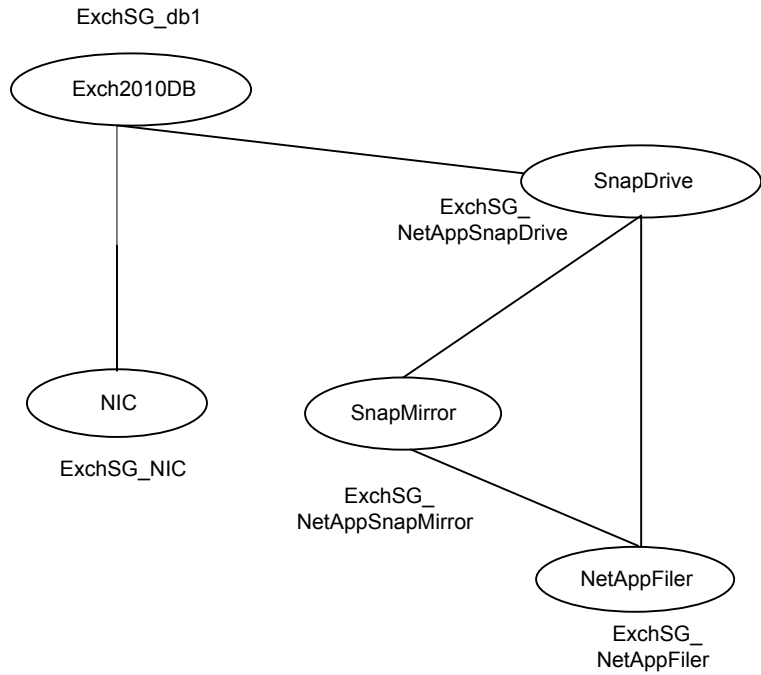 ExchSG_db1
Exch2010DB
SnapDrive
ExchSG_
NetAppSnapDrive
NIC
SnapMirror
ExchSG_NIC
ExchSG_
NetAppSnapMirror
NetAppFiler
ExchSG_
NetAppFiler